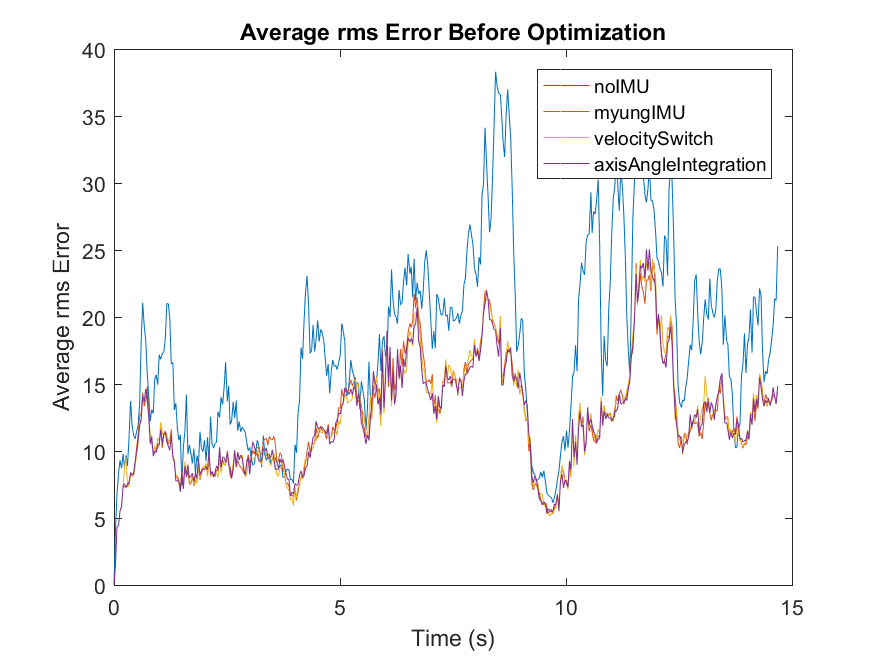 Average rms Error Before Optimization
40
35
30
25
20
15
10
5
0
Average rms Error
noIMU
myungIMU
velocitySwitch
axisAngleIntegration
0 5 10 15
Time (s)